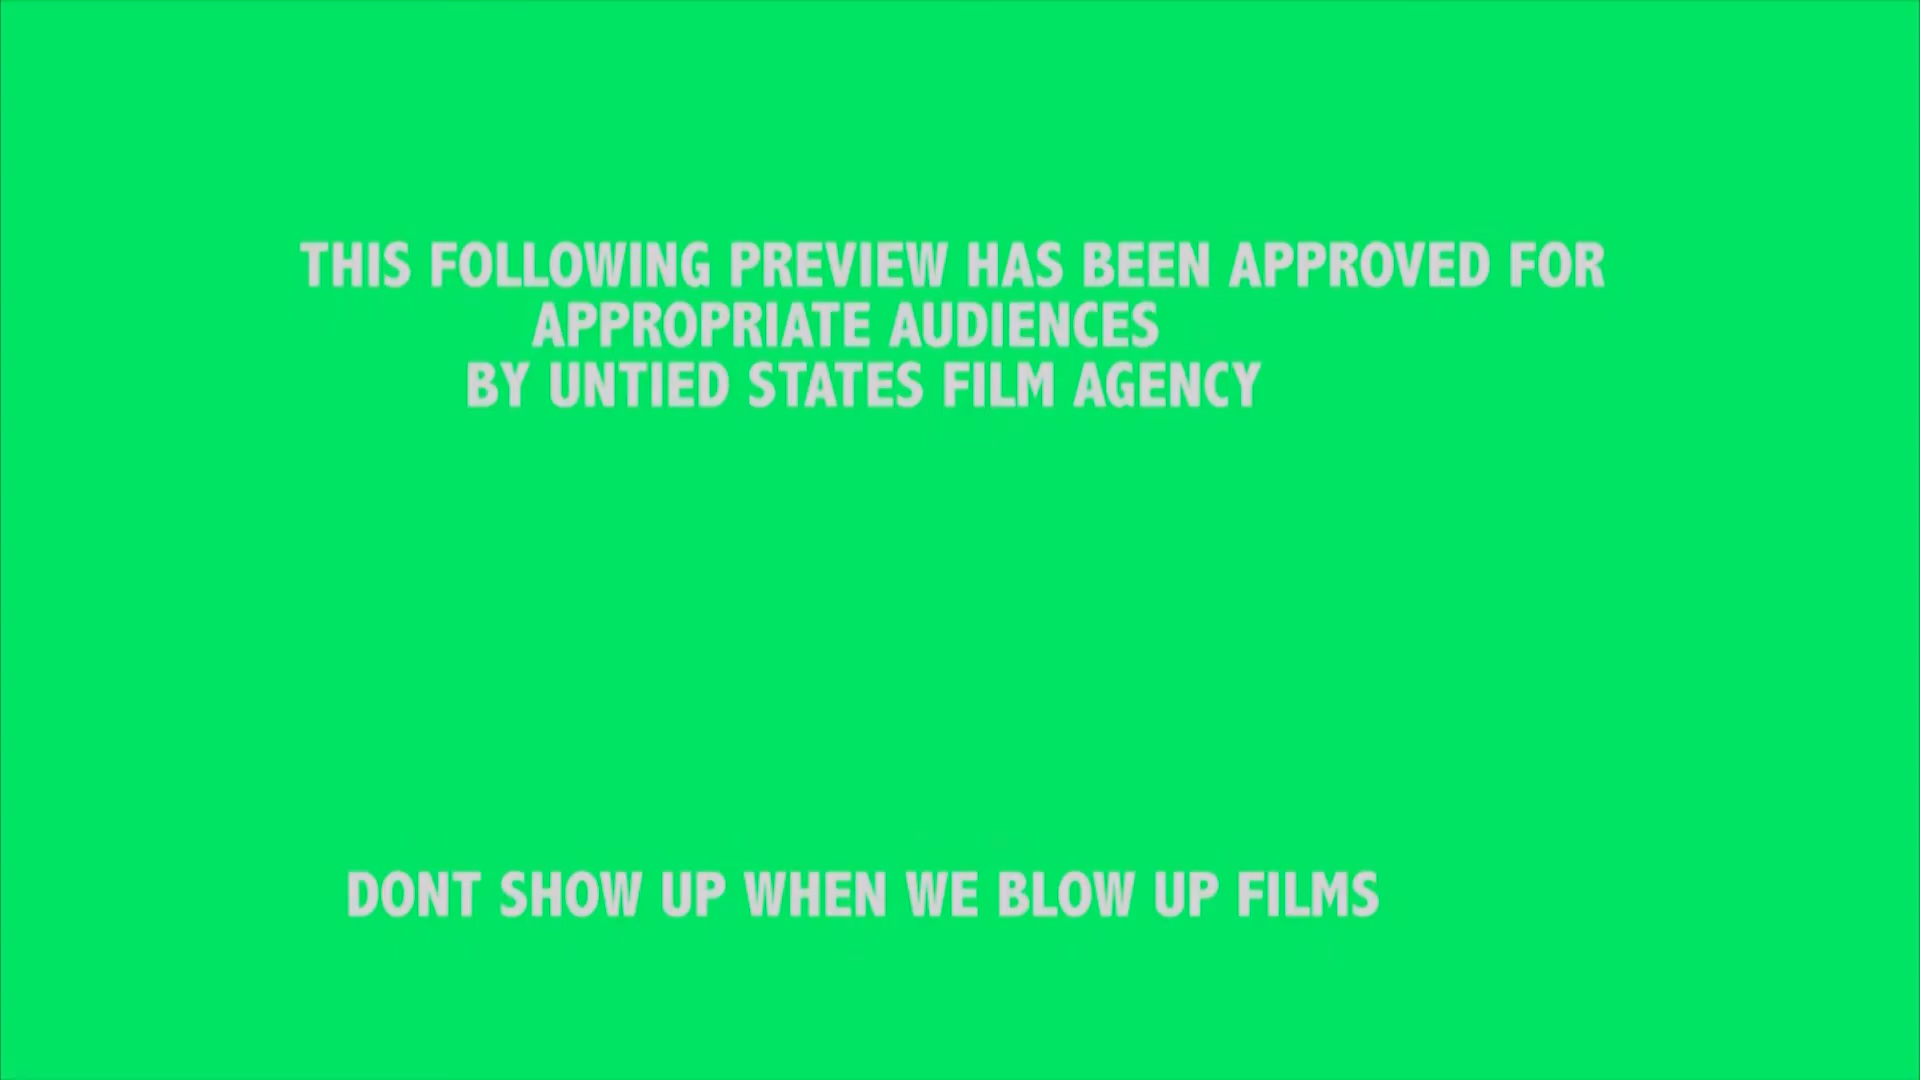 THIS FOLLOWING PREVIEW HAS BEEN APPROVED FOR
APPROPRIATE AUDIENCES
BY UNTIED STATES FILM AGENCY
DONT SHOW UP WHEN WE BLOW UP FILMS